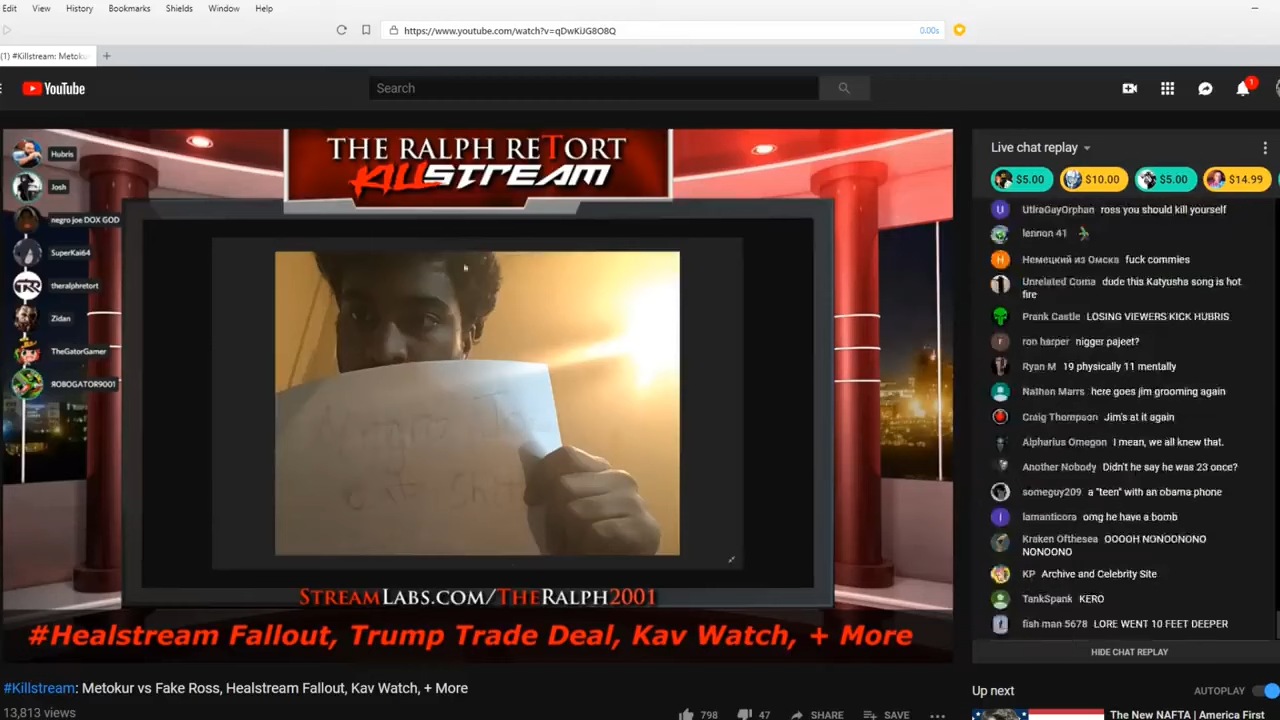 Edit View History Bookmarks Shields Window Help
https://www.youtube.com/watch?v=qDwKiJG8O8Q 0.00s
(1) #Killstream: Metoku
YouTube
Search
1
THE RALPH RETORT
KILLSTREAM
Hubris
Josh
negro joe DOX GOD
SuperKai64
TRR theralphretort
Zidan
TheGatorGamer
ЯOBOGATOR9001
STREAMLABS.COM/THERALPH2001
#Healstream Fallout, Trump Trade Deal, Kav Watch, + More
#Killstream: Metokur vs Fake Ross, Healstream Fallout, Kav Watch, + More
13,813 views
798 47 SHARE SAVE
Live chat replay
$5.00 $10.00 $5.00 $14.99
U UtlraGayOrphan ross you should kill yourself
lennon 41
H Немецкий из Омска fuck commies
Unrelated Coma dude this Katyusha song is hot
fire
Prank Castle LOSING VIEWERS KICK HUBRIS
r ron harper nigger pajeet?
Ryan M 19 physically 11 mentally
Nathan Marrs here goes jim grooming again
Craig Thompson Jim's at it again
Alpharius Omegon I mean, we all knew that.
Another Nobody Didn't he say he was 23 once?
someguy209 a "teen" with an obama phone
I lamanticora omg he have a bomb
Kraken Ofthesea OOOOH NONOONONO
NONOONO
KP Archive and Celebrity Site
TankSpank KERO
fish man 5678 LORE WENT 10 FEET DEEPER
HIDE CHAT REPLAY
Up next AUTOPLAY
The New NAFTA | America First